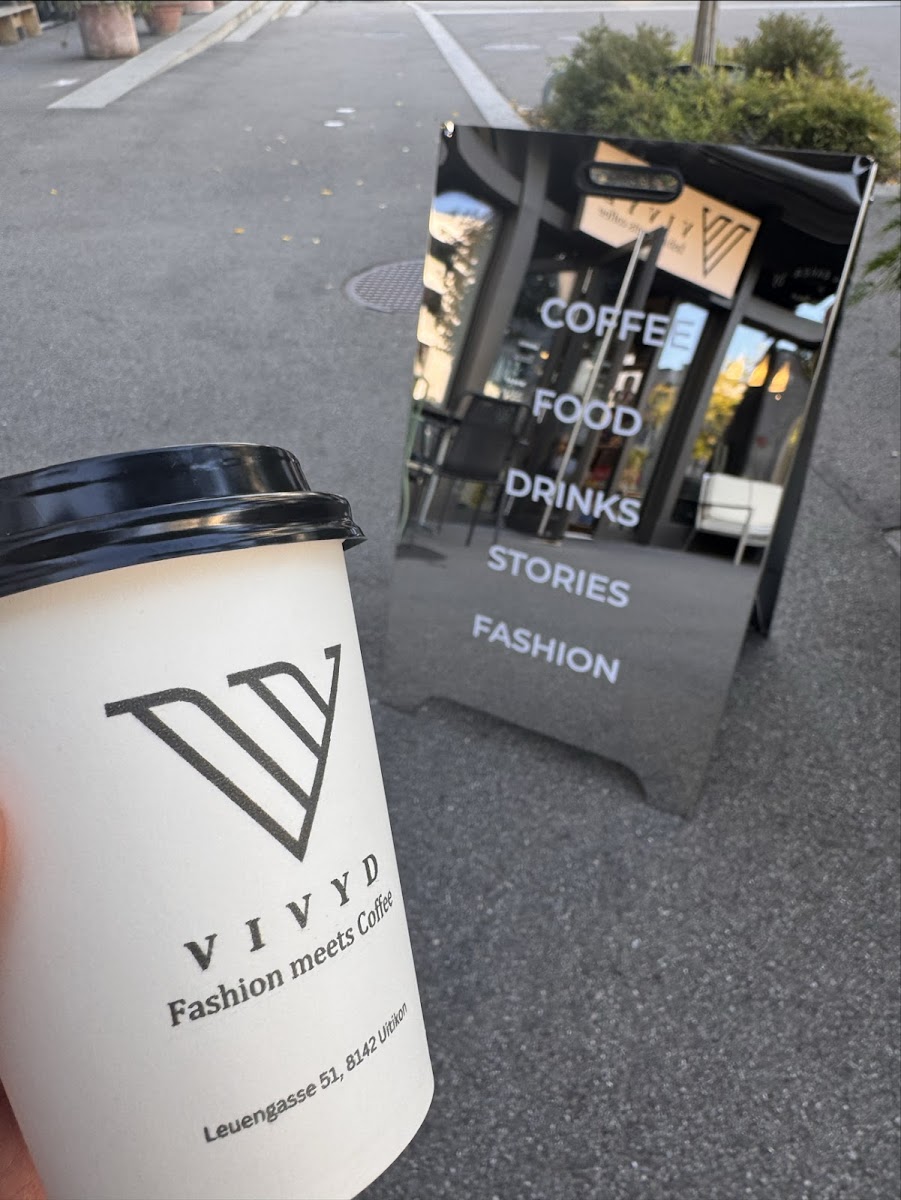 COFFEE
FOOD
DRINKS
STORIES
FASHION
VIVYD
Fashion meets Coffee
Leuengasse 51, 8142 Uitikon